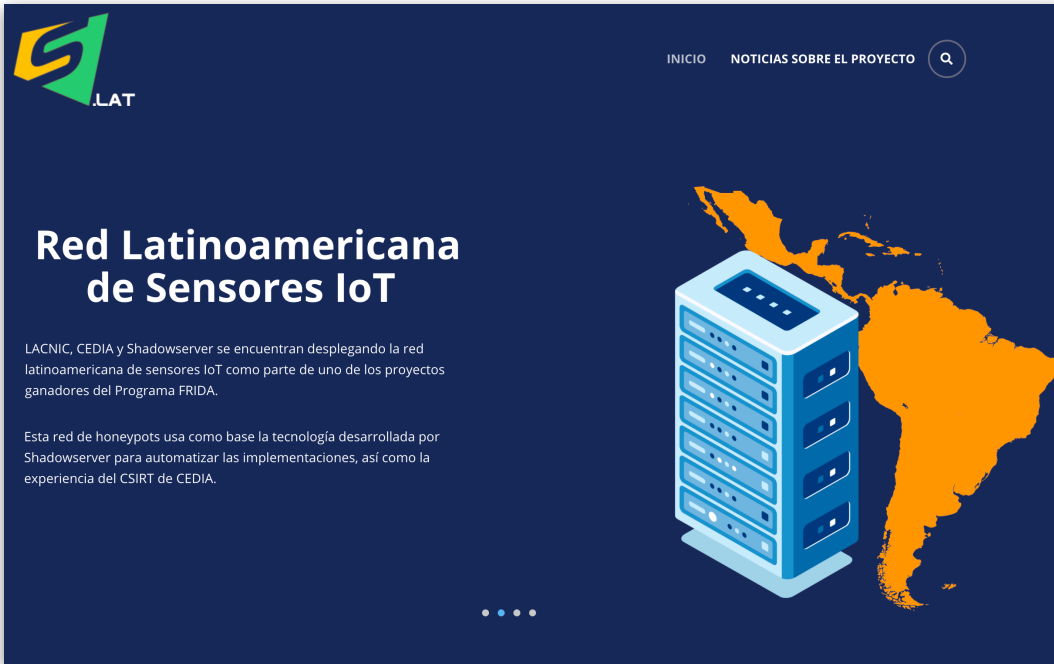 .LAT
INICIO
NOTICIAS SOBRE EL PROYECTO
Red Latinoamericana
de Sensores IoT
LACNIC, CEDIA y Shadowserver se encuentran desplegando la red
latinoamericana de sensores IoT como parte de uno de los proyectos
ganadores del Programa FRIDA.
Esta red de honeypots usa como base la tecnología desarrollada por
Shadowserver para automatizar las implementaciones, así como la
experiencia del CSIRT de CEDIA.